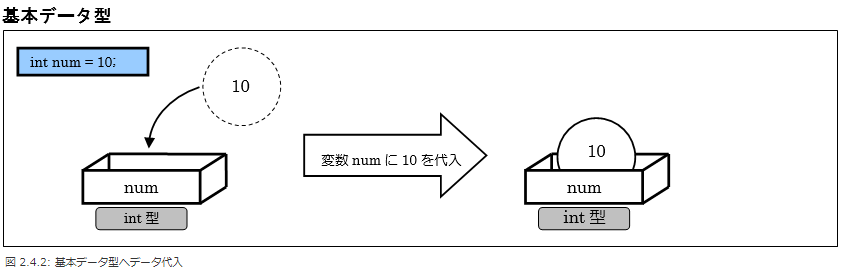 基本データ型
int num = 10;
10
num
int 型
変数 num に 10 を代入
10
num
int 型
図 2.4.2: 基本データ型へデータ代入